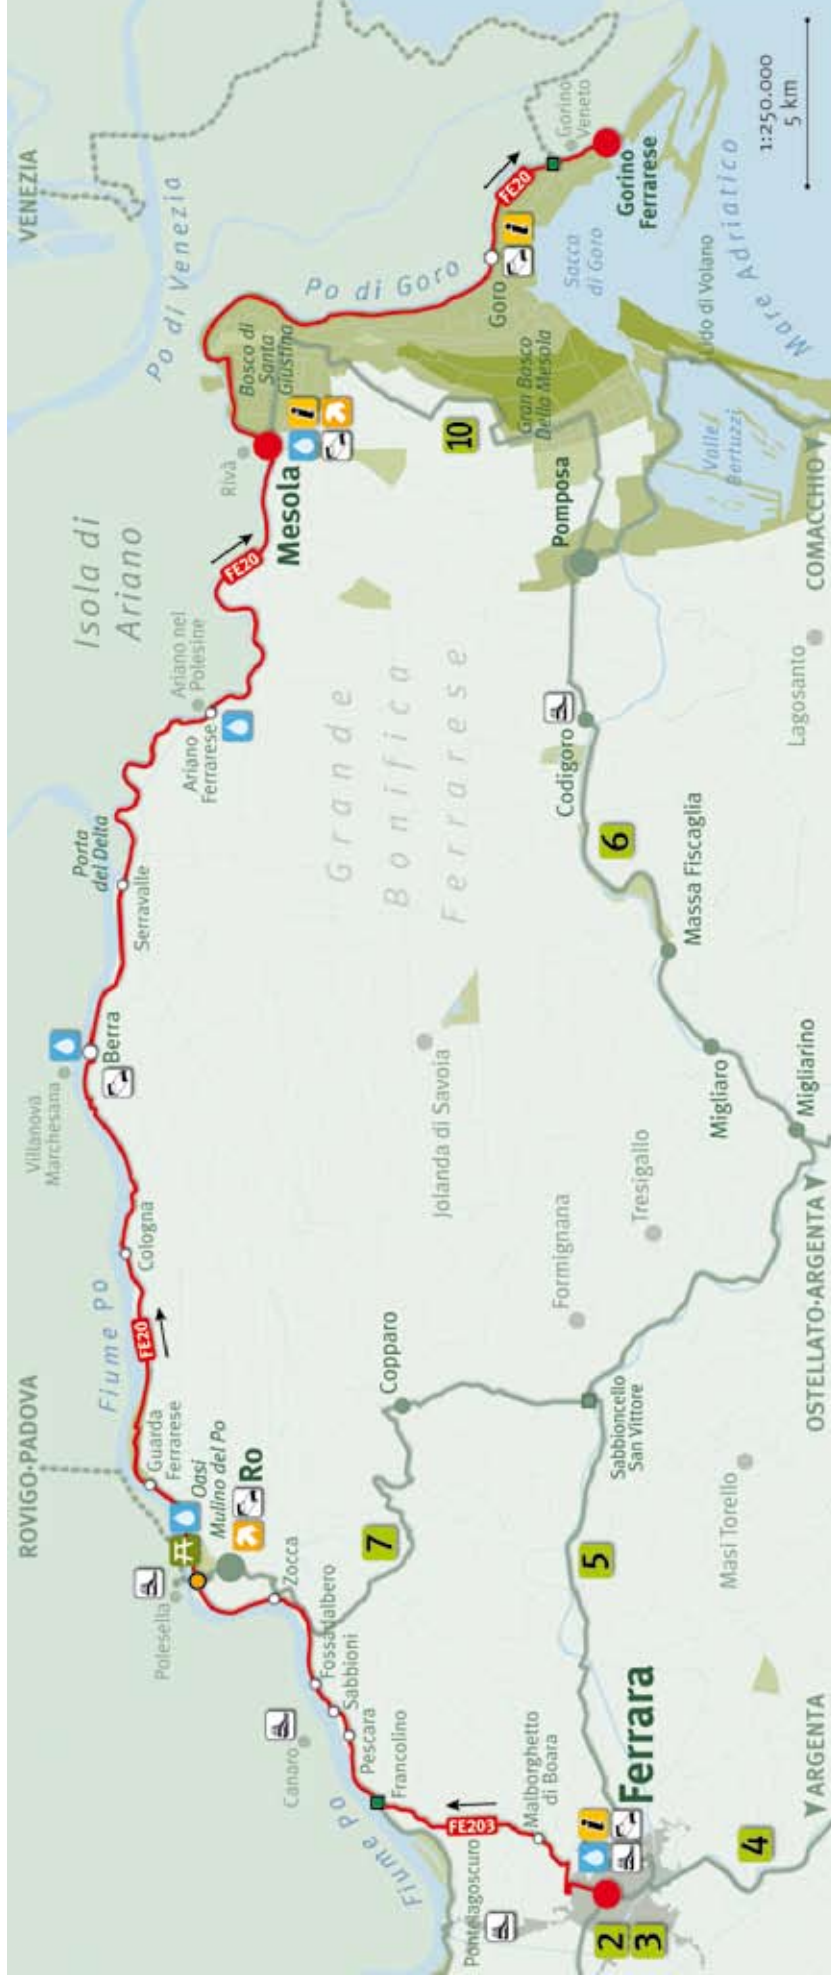 VENEZIA
ROVIGO-PADOVA
Po di Venezia
Isola di
Ariano
Porta
del Delta
Villanova
Marchesana
Fiume Po
Polesella
Canaro
Fiume Po
Pontelagoscuro
Ferrara
2
3
4
5
Malborghetto
di Boara
FE203
Francolino
Pescara
Sabbioni
Fossadalbero
Zocca
Ro
Oasi
Mulino del Po
Guarda
Ferrarese
FE20
Cologna
Berra
Serravalle
Ariano
Ferrarese
Ariano nel
Polesine
FE20
Rivà
Mesola
i
Bosco di
Santa
Giustina
Po di Goro
Goro
i
FE20
Gorino
Veneto
Gorino
Ferrarese
Sacca
di Goro
Mare Adriatico
1:250.000
5 km
Lido di Volano
Valle
Bertuzzi
Gran Bosco
Della Mesola
10
Pomposa
COMACCHIO
Lagosanto
Codigoro
6
Massa Fiscaglia
Migliaro
Migliarino
OSTELLATO-ARGENTA
Grande
Bonifica
Ferrarese
Jolanda di Savoia
Tresigallo
Formignana
Copparo
7
Sabbioncello
San Vittore
Masi Torello
ARGENTA
i